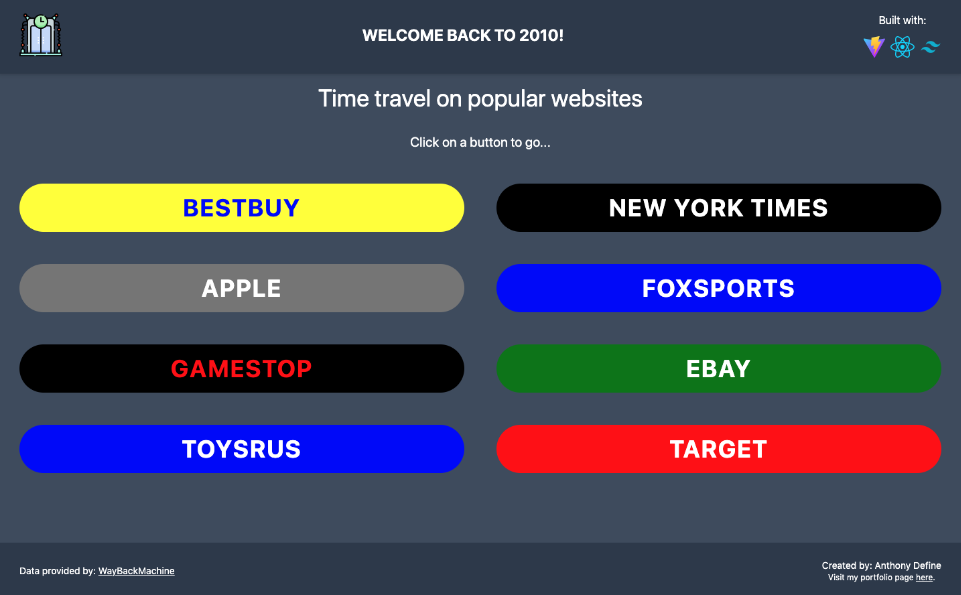 WELCOME BACK TO 2010!
Built with:
Time travel on popular websites
Click on a button to go...
BESTBUY
NEW YORK TIMES
APPLE
FOXSPORTS
GAMESTOP
EBAY
TOYSRUS
TARGET
Data provided by: WayBackMachine
Created by: Anthony Define
Visit my portfolio page here.